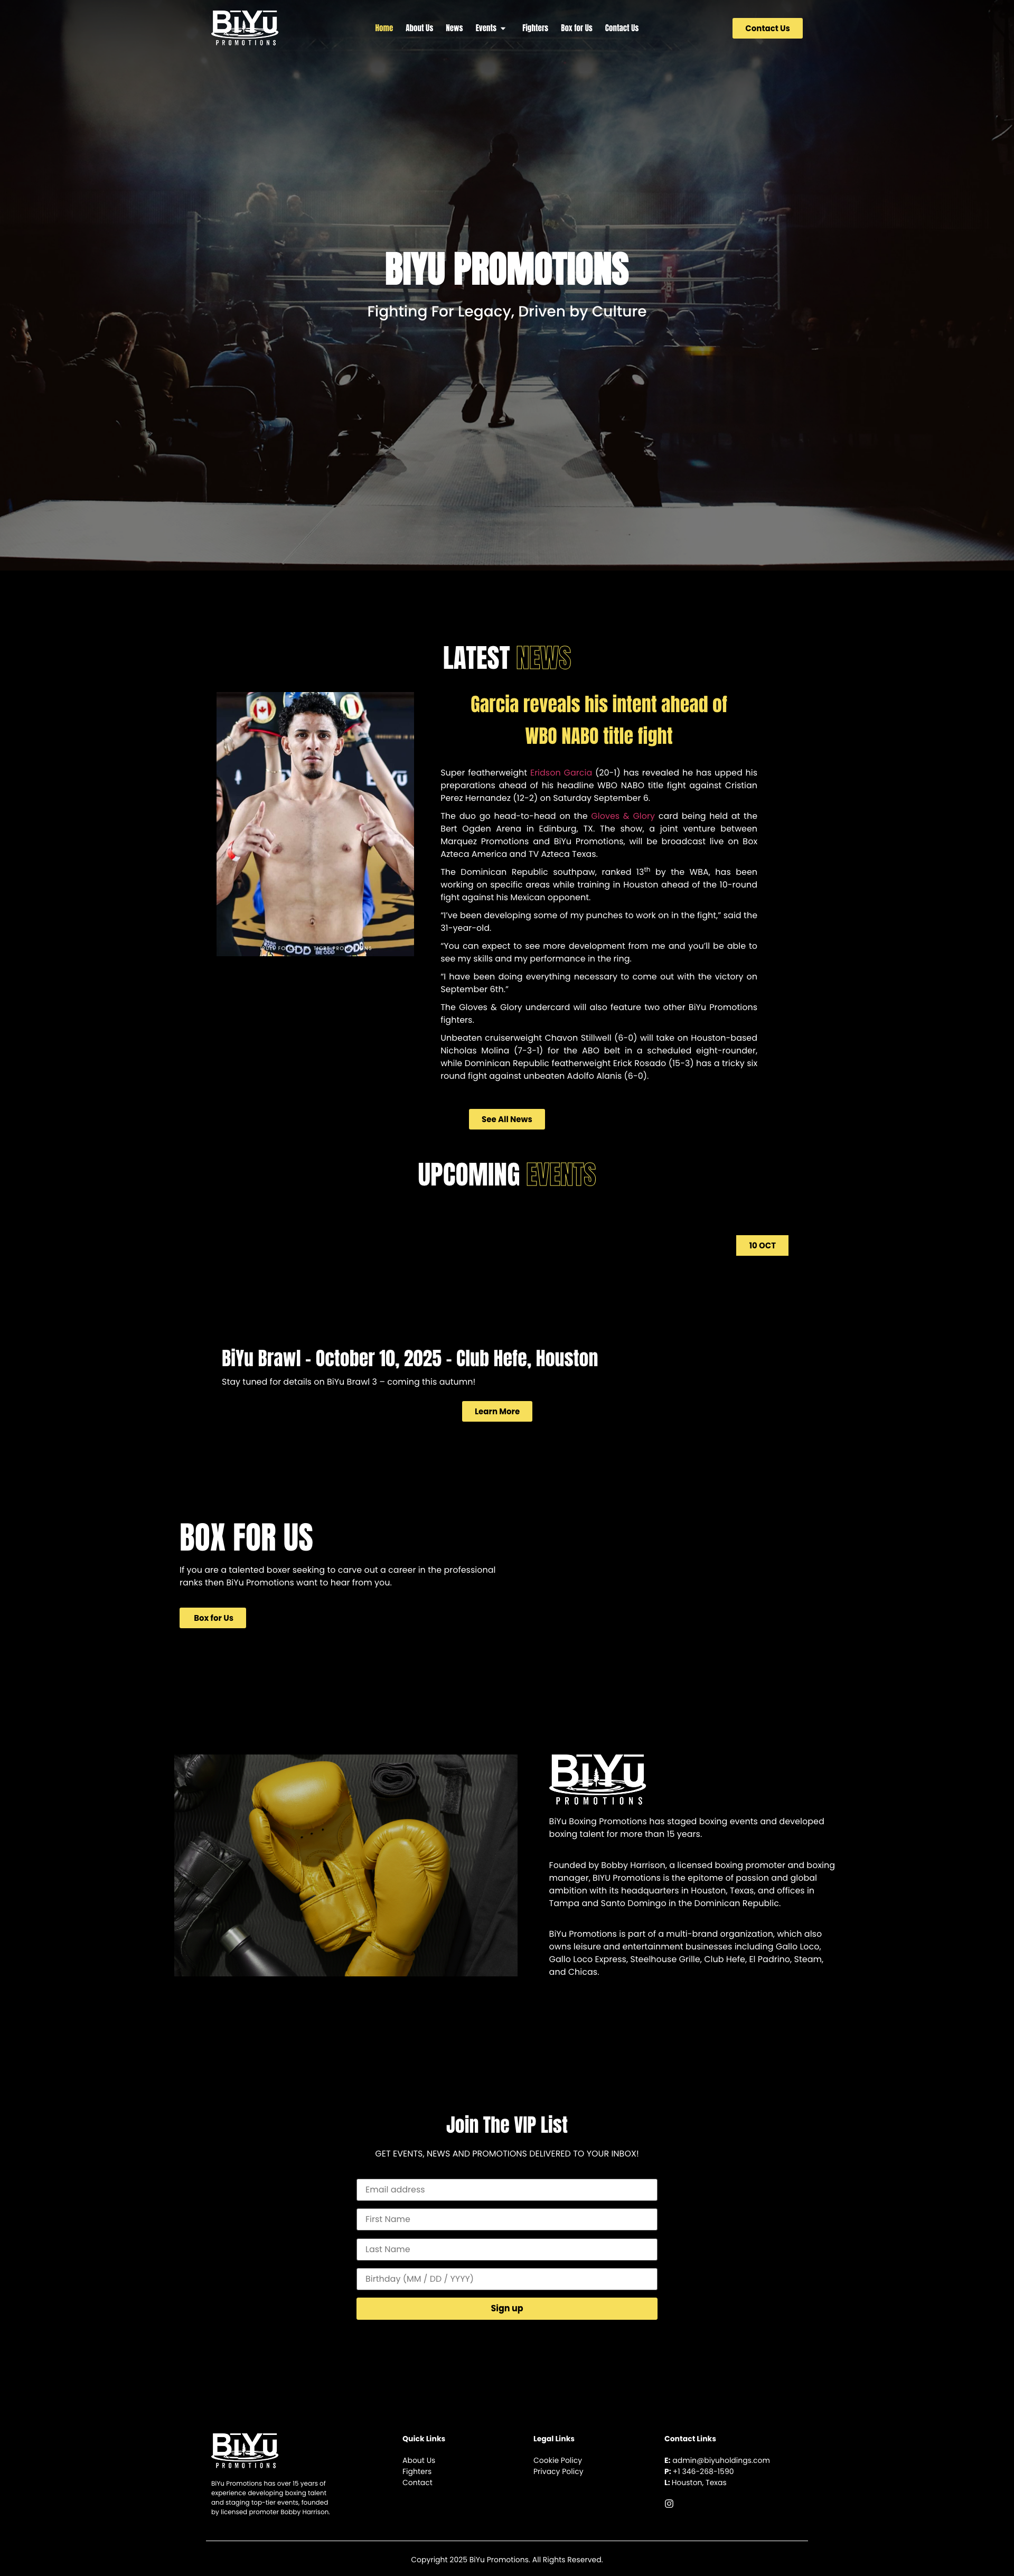 BiYu
PROMOTIONS
Home About Us News Events Fighters Box for Us Contact Us
Contact Us
BIYU PROMOTIONS
Fighting For Legacy, Driven by Culture
LATEST NEWS
Garcia reveals his intent ahead of
WBO NABO title fight
Super featherweight Eridson Garcia (20-1) has revealed he has upped his
preparations ahead of his headline WBO NABO title fight against Cristian
Perez Hernandez (12-2) on Saturday September 6.
The duo go head-to-head on the Gloves & Glory card being held at the
Bert Ogden Arena in Edinburg, TX. The show, a joint venture between
Marquez Promotions and BiYu Promotions, will be broadcast live on Box
Azteca America and TV Azteca Texas.
The Dominican Republic southpaw, ranked 13th by the WBA, has been
working on specific areas while training in Houston ahead of the 10-round
fight against his Mexican opponent.
“I’ve been developing some of my punches to work on in the fight,” said the
31-year-old.
“You can expect to see more development from me and you’ll be able to
see my skills and my performance in the ring.
“I have been doing everything necessary to come out with the victory on
September 6th.”
The Gloves & Glory undercard will also feature two other BiYu Promotions
fighters.
Unbeaten cruiserweight Chavon Stillwell (6-0) will take on Houston-based
Nicholas Molina (7-3-1) for the ABO belt in a scheduled eight-rounder,
while Dominican Republic featherweight Erick Rosado (15-3) has a tricky six
round fight against unbeaten Adolfo Alanis (6-0).
See All News
UPCOMING EVENTS
10 OCT
BiYu Brawl - October 10, 2025 - Club Hefe, Houston
Stay tuned for details on BiYu Brawl 3 – coming this autumn!
Learn More
BOX FOR US
If you are a talented boxer seeking to carve out a career in the professional
ranks then BiYu Promotions want to hear from you.
Box for Us
BiYu
PROMOTIONS
BiYu Boxing Promotions has staged boxing events and developed
boxing talent for more than 15 years.
Founded by Bobby Harrison, a licensed boxing promoter and boxing
manager, BIYU Promotions is the epitome of passion and global
ambition with its headquarters in Houston, Texas, and offices in
Tampa and Santo Domingo in the Dominican Republic.
BiYu Promotions is part of a multi-brand organization, which also
owns leisure and entertainment businesses including Gallo Loco,
Gallo Loco Express, Steelhouse Grille, Club Hefe, El Padrino, Steam,
and Chicas.
Join The VIP List
GET EVENTS, NEWS AND PROMOTIONS DELIVERED TO YOUR INBOX!
Email address
First Name
Last Name
Birthday (MM / DD / YYYY)
Sign up
BiYu
PROMOTIONS
BiYu Promotions has over 15 years of
experience developing boxing talent
and staging top-tier events, founded
by licensed promoter Bobby Harrison.
Quick Links
About Us
Fighters
Contact
Legal Links
Cookie Policy
Privacy Policy
Contact Links
E: admin@biyuholdings.com
P: +1 346-268-1590
L: Houston, Texas
Copyright 2025 BiYu Promotions. All Rights Reserved.